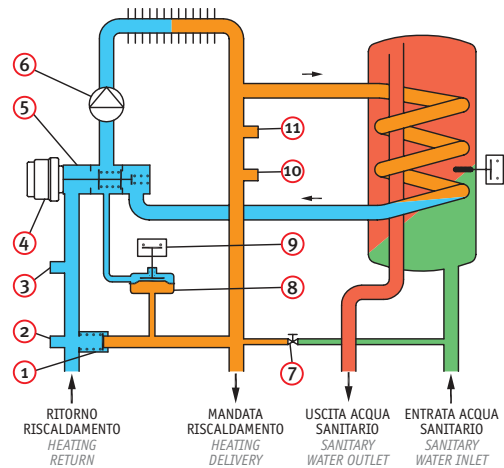 6
5
4
3
2
1
11
10
9
8
7
RITORNO
RISCALDAMENTO
HEATING
RETURN
MANDATA
RISCALDAMENTO
HEATING
DELIVERY
USCITA ACQUA
SANITARIO
SANITARY
WATER OUTLET
ENTRATA ACQUA
SANITARIO
SANITARY
WATER INLET